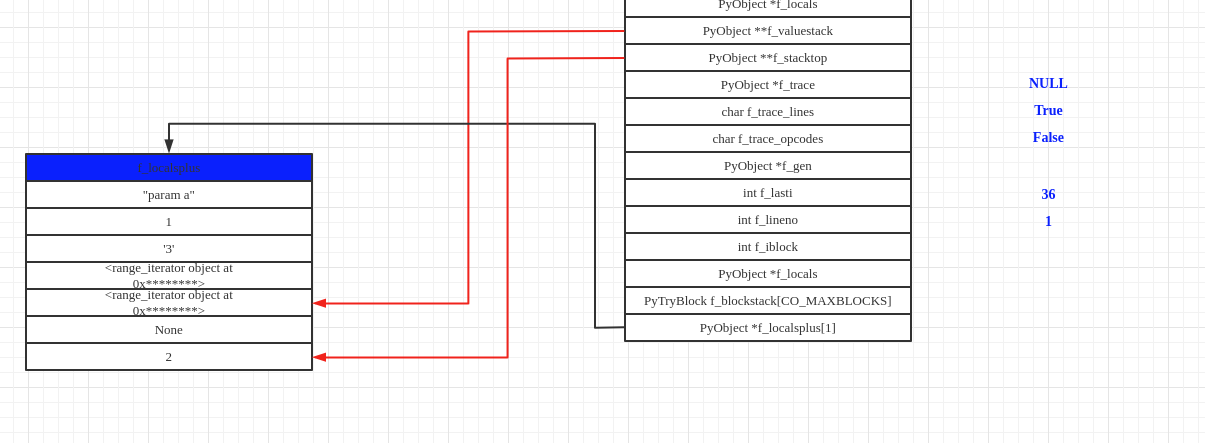 PyObject *f_locals
PyObject **f_valuestack
PyObject **f_stacktop
PyObject *f_trace
char f_trace_lines
char f_trace_opcodes
PyObject *f_gen
int f_lasti
int f_lineno
int f_iblock
PyObject *f_locals
PyTryBlock f_blockstack[CO_MAXBLOCKS]
PyObject *f_localsplus[1]
NULL
True
False
36
1
"param a"
1
'3'
<range_iterator object at
0x********>
<range_iterator object at
0x********>
None
2